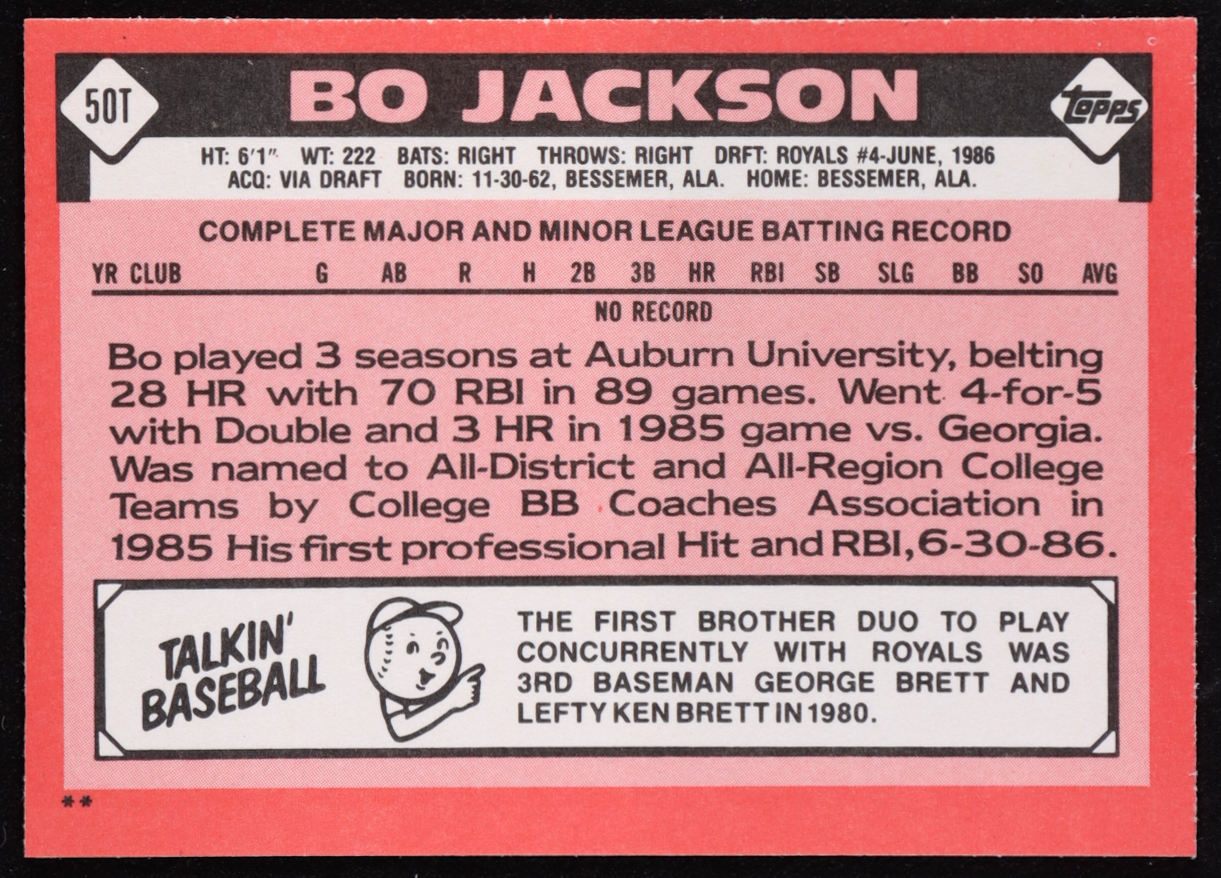 50T
BO JACKSON
topps
HT: 6'1" WT: 222 BATS: RIGHT THROWS: RIGHT DRFT: ROYALS #4-JUNE, 1986
ACQ: VIA DRAFT BORN: 11-30-62, BESSEMER, ALA. HOME: BESSEMER, ALA.
COMPLETE MAJOR AND MINOR LEAGUE BATTING RECORD
YR CLUB G AB R H 2B 3B HR RBI SB SLG BB SO AVG
NO RECORD
Bo played 3 seasons at Auburn University, belting
28 HR with 70 RBI in 89 games. Went 4-for-5
with Double and 3 HR in 1985 game vs. Georgia.
Was named to All-District and All-Region College
Teams by College BB Coaches Association in
1985 His first professional Hit and RBI, 6-30-86.
TALKIN'
BASEBALL
THE FIRST BROTHER DUO TO PLAY
CONCURRENTLY WITH ROYALS WAS
3RD BASEMAN GEORGE BRETT AND
LEFTY KEN BRETT IN 1980.
**